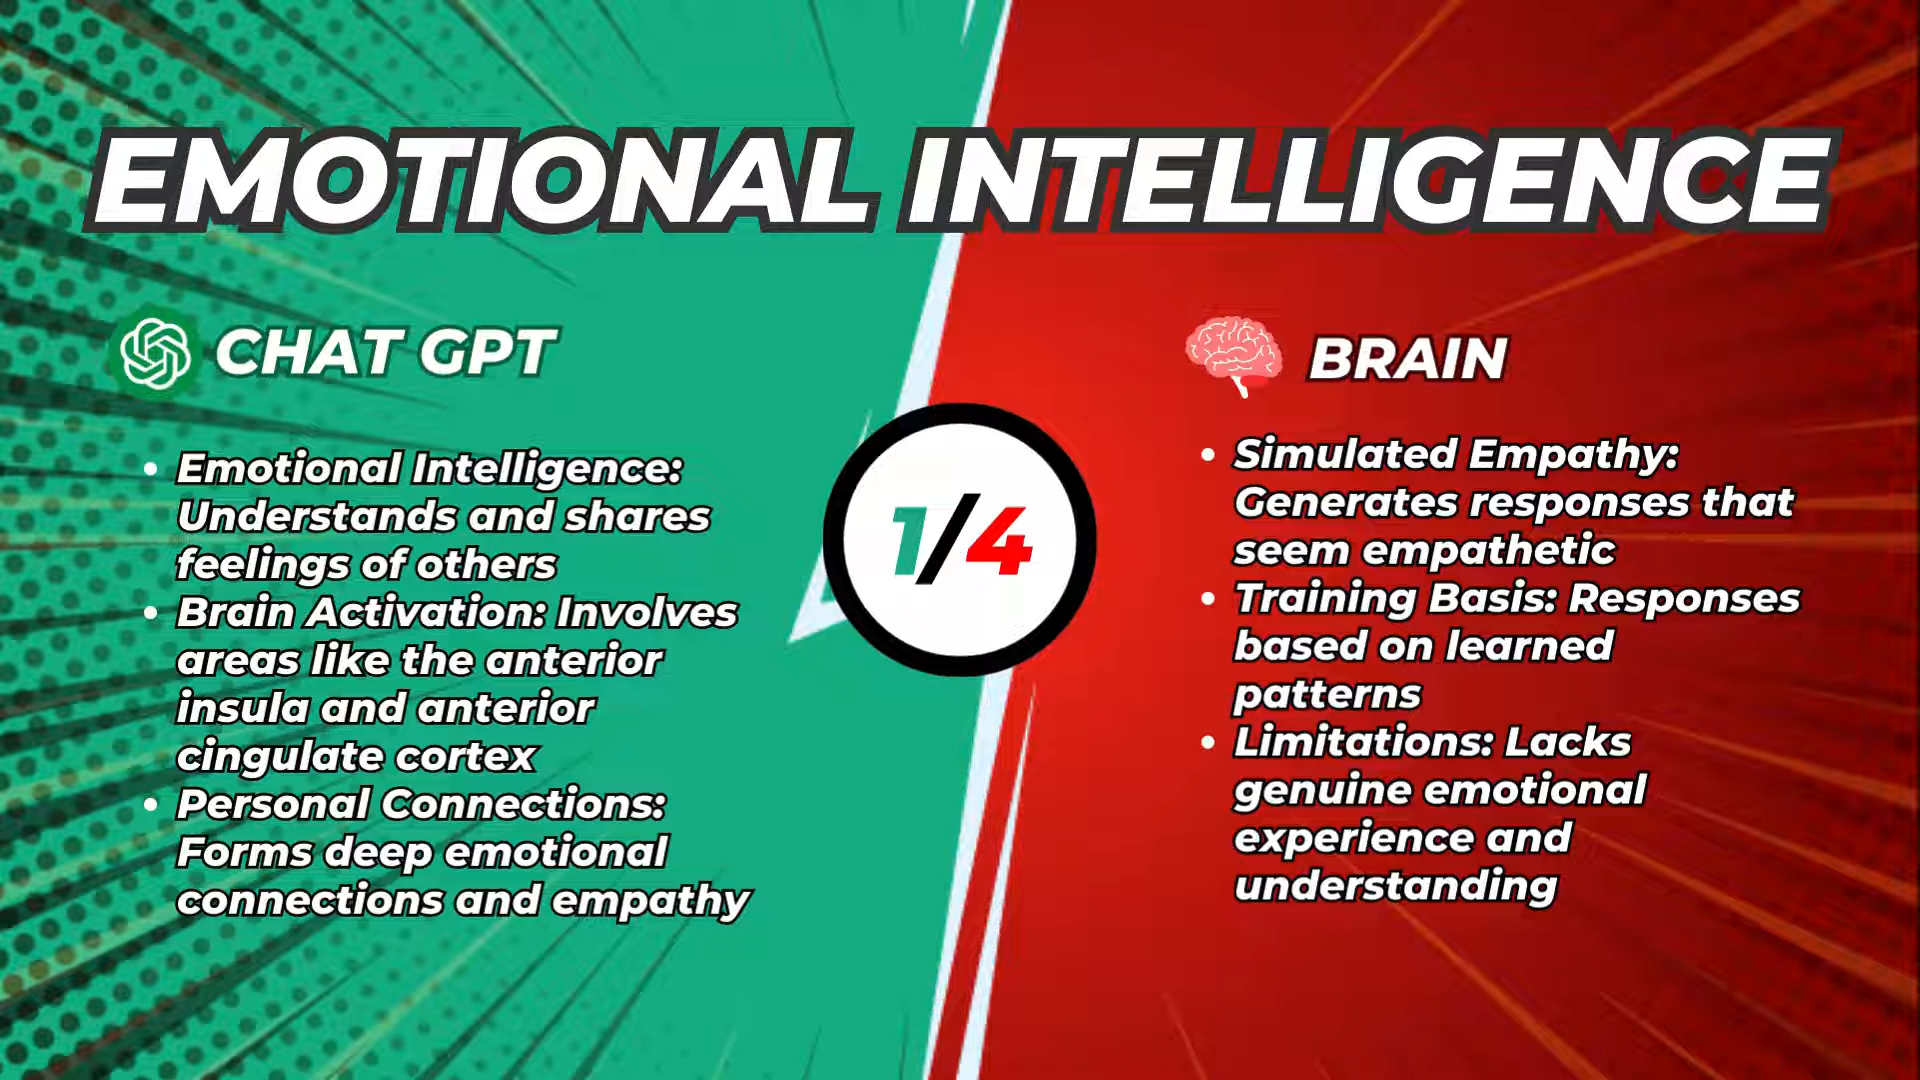 EMOTIONAL INTELLIGENCE
CHAT GPT
• Emotional Intelligence:
Understands and shares
feelings of others
• Brain Activation: Involves
areas like the anterior
insula and anterior
cingulate cortex
• Personal Connections:
Forms deep emotional
connections and empathy
1/4
BRAIN
• Simulated Empathy:
Generates responses that
seem empathetic
• Training Basis: Responses
based on learned
patterns
• Limitations: Lacks
genuine emotional
experience and
understanding